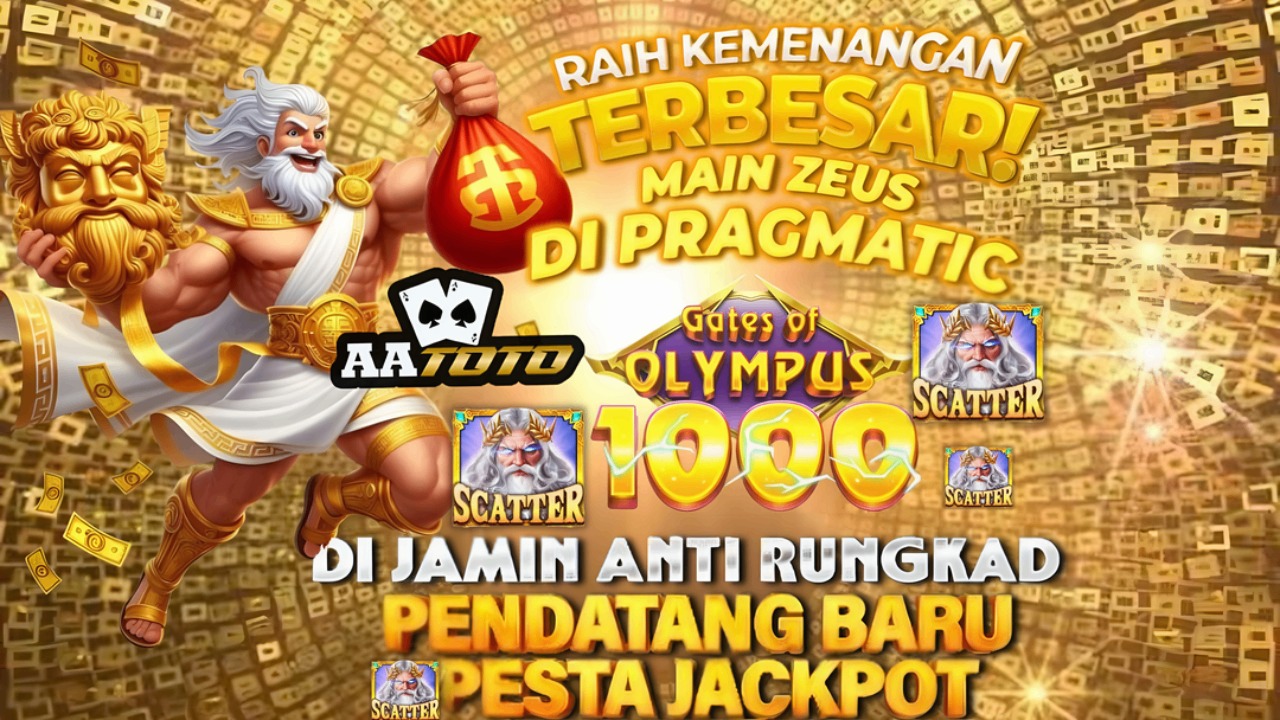 RAIH KEMENANGAN
TERBESAR!
MAIN ZEUS
DI PRAGMATIC
AATOTO
Gates of
OLYMPUS
1000
SCATTER
SCATTER
SCATTER
DI JAMIN ANTI RUNGKAD
PENDATANG BARU
PESTA JACKPOT
SCATTER